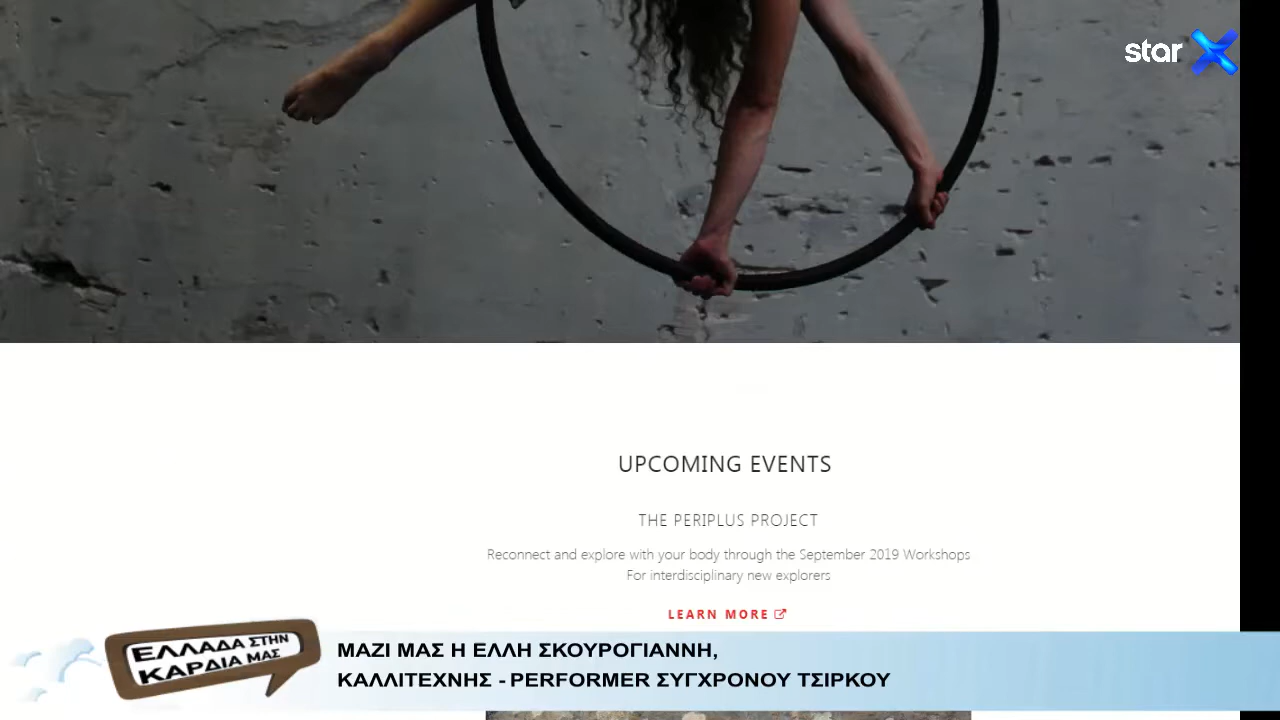 star X
UPCOMING EVENTS
THE PERIPLUS PROJECT
Reconnect and explore with your body through the September 2019 Workshops
For interdisciplinary new explorers
LEARN MORE
ΕΛΛΑΔΑ ΣΤΗΝ
ΚΑΡΔΙΑ ΜΑΣ
ΜΑΖΙ ΜΑΣ Η ΕΛΛΗ ΣΚΟΥΡΟΓΙΑΝΝΗ,
ΚΑΛΛΙΤΕΧΝΗΣ - PERFORMER ΣΥΓΧΡΟΝΟΥ ΤΣΙΡΚΟΥ